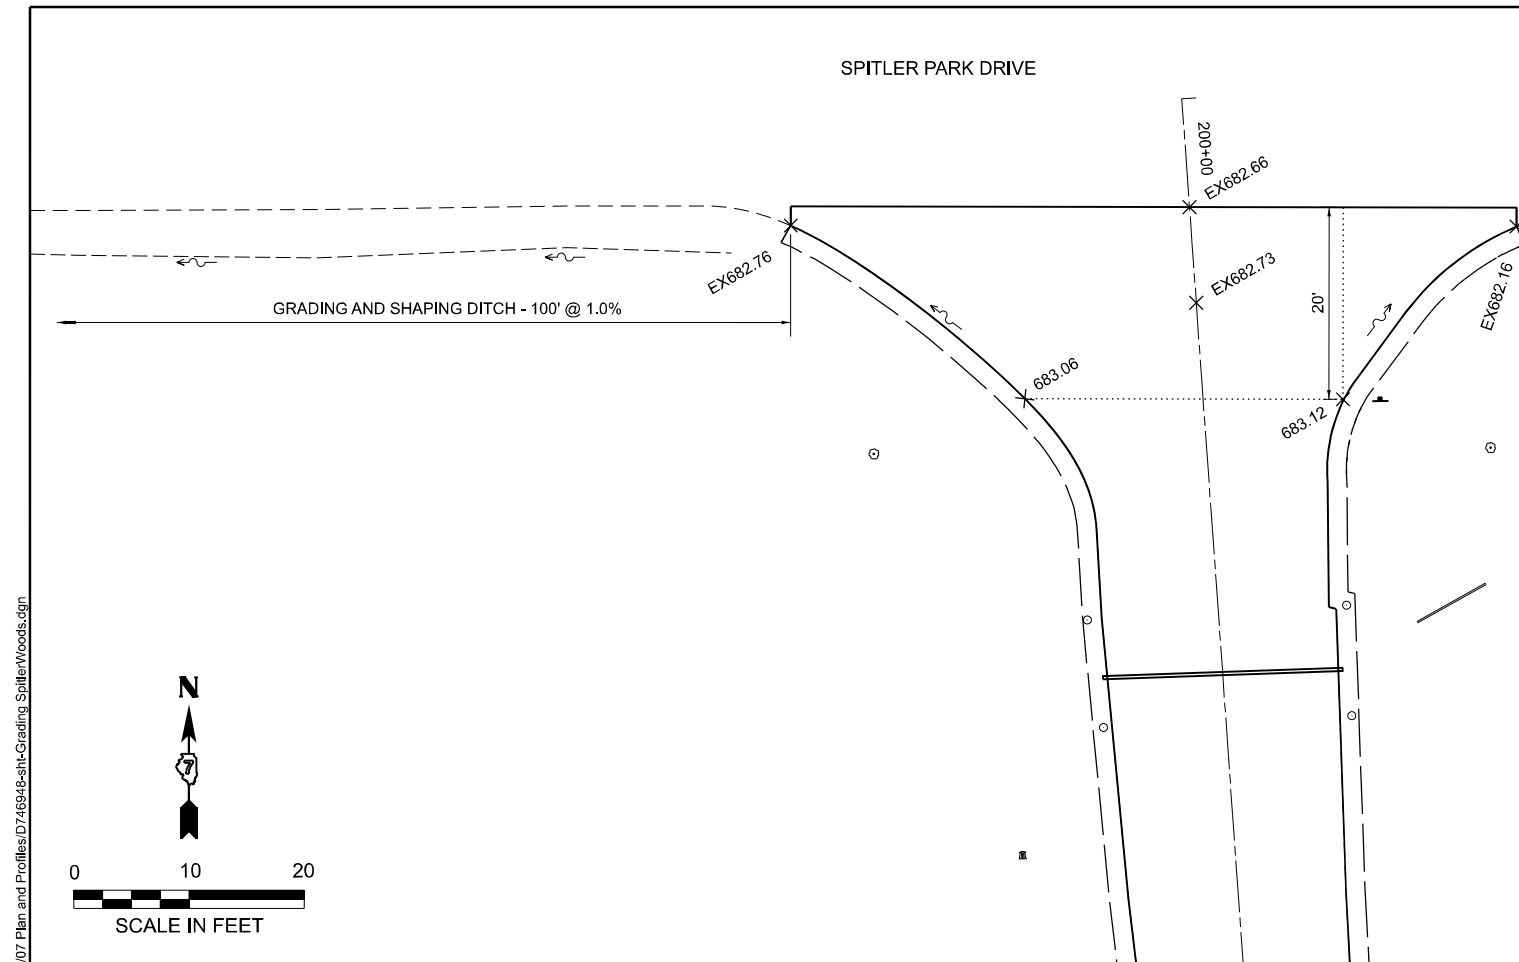 SPITLER PARK DRIVE
200+00
EX682.66
EX682.76
EX682.73
EX682.16
GRADING AND SHAPING DITCH - 100' @ 1.0%
20'
683.06
683.12
/07 Plan and Profiles/D746948-sht-Grading SpitlerWoods.dgn
N
7
0 10 20
SCALE IN FEET